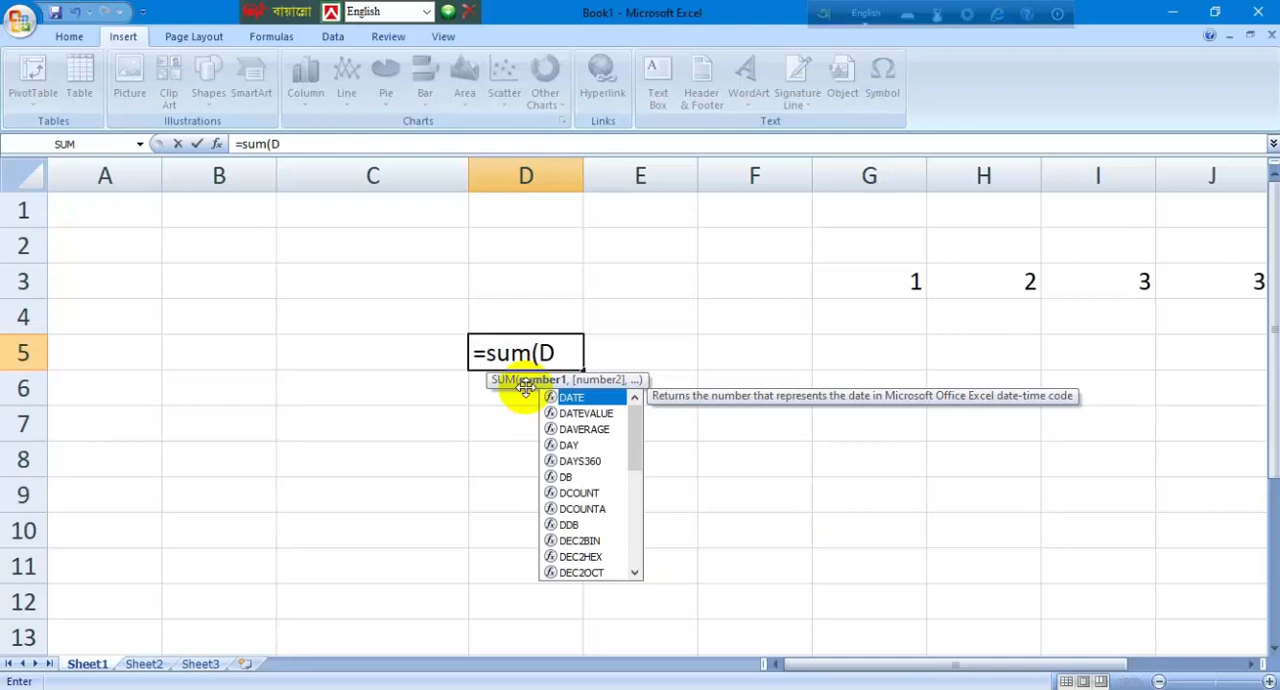 বায়ান্নো English
Book1 - Microsoft Excel
English
Home Insert Page Layout Formulas Data Review View
PivotTable Table Picture Clip Art Shapes SmartArt Column Line Pie Bar Area Scatter Other Charts Hyperlink Text Box Header & Footer WordArt Signature Line Object Symbol
Tables Illustrations Charts Links Text
SUM fx =sum(D
A B C D E F G H I J
1
2
3 1 2 3 3
4
5 =sum(D
SUM(number1, [number2], ...)
6
DATE Returns the number that represents the date in Microsoft Office Excel date-time code
DATEVALUE
7
DAVERAGE
DAY
8
DAYS360
DB
9
DCOUNT
DCOUNTA
10
DDB
DEC2BIN
11
DEC2HEX
DEC2OCT
12
13
Sheet1 Sheet2 Sheet3
Enter